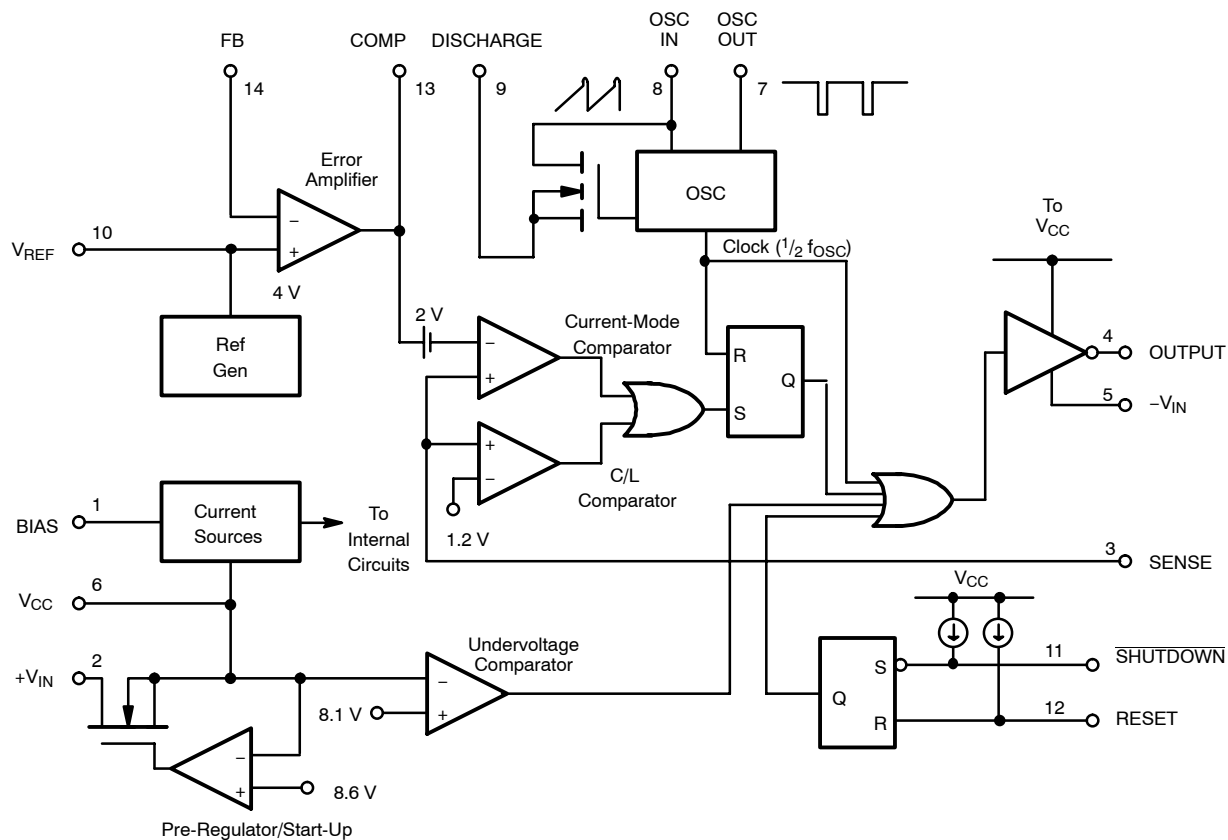 FB
COMP
DISCHARGE
OSC
IN
OSC
OUT
14
13
9
8
7
Error
Amplifier
OSC
−
+
V_REF
10
4 V
Ref
Gen
Clock (1/2 f_OSC)
To
V_CC
2 V
Current-Mode
Comparator
−
+
R
Q
S
4
OUTPUT
5
−V_IN
+
−
C/L
Comparator
1.2 V
1
BIAS
Current
Sources
To
Internal
Circuits
3
SENSE
6
V_CC
V_CC
2
+V_IN
Undervoltage
Comparator
−
+
8.1 V
S
Q
R
11
SHUTDOWN
12
RESET
−
+
8.6 V
Pre-Regulator/Start-Up